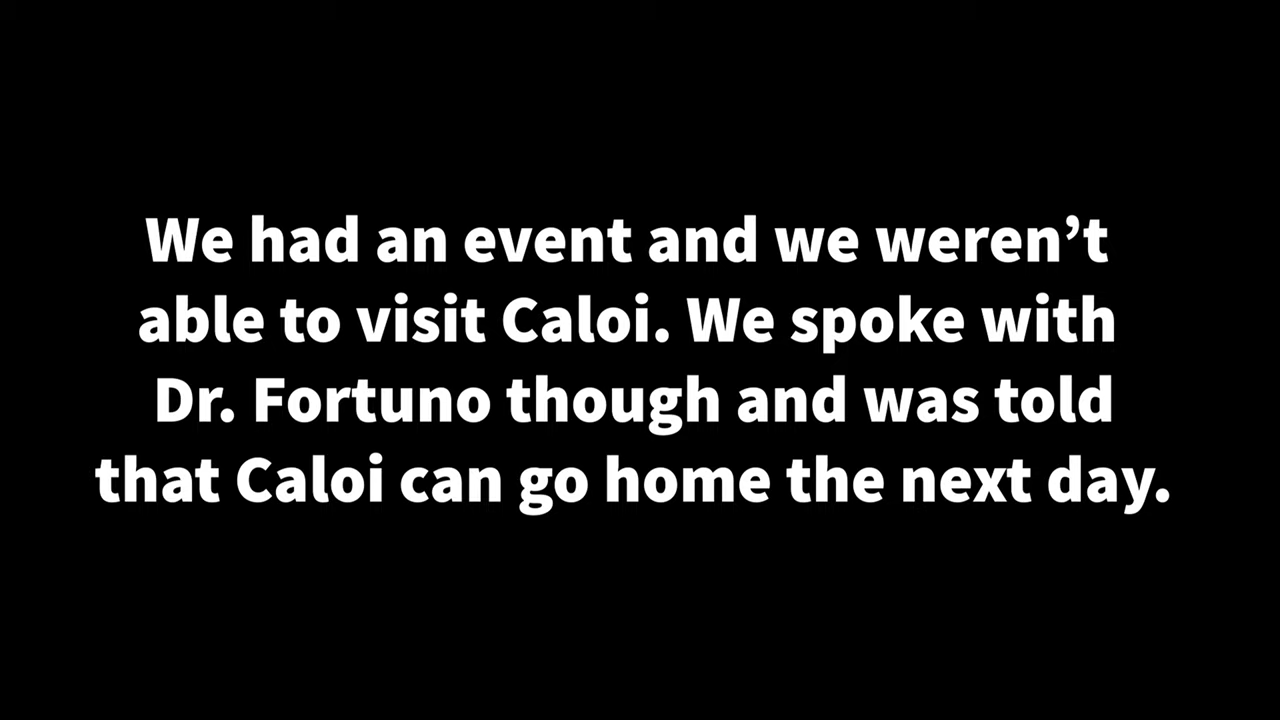 We had an event and we weren’t
able to visit Caloi. We spoke with
Dr. Fortuno though and was told
that Caloi can go home the next day.